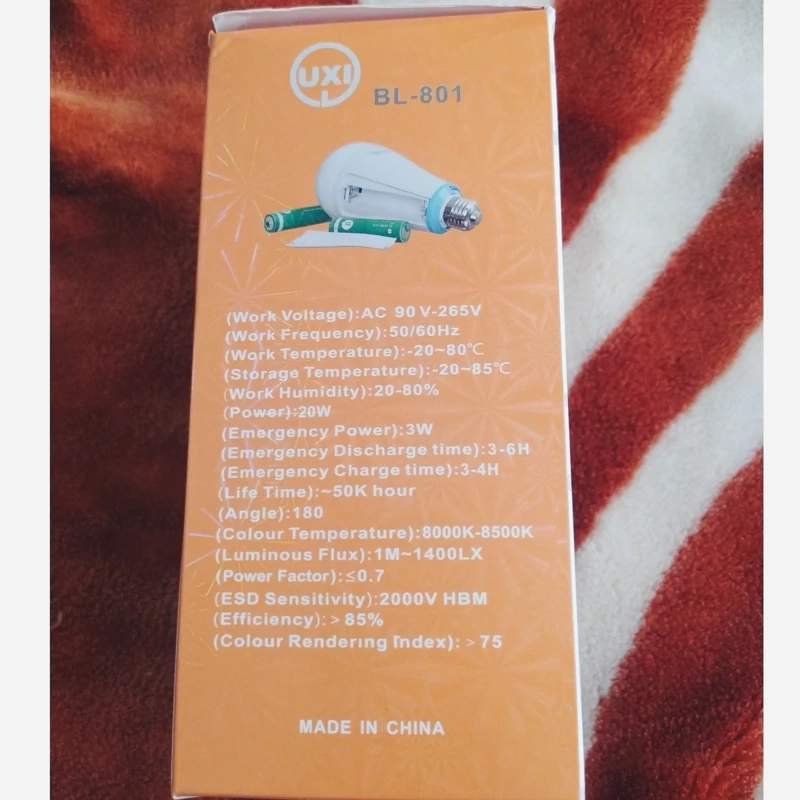 UXI
BL-801
(Work Voltage):AC 90 V-265V
(Work Frequency):50/60Hz
(Work Temperature):-20~80℃
(Storage Temperature):-20~85℃
(Work Humidity):20-80%
(Power):20W
(Emergency Power):3W
(Emergency Discharge time):3-6H
(Emergency Charge time):3-4H
(Life Time):~50K hour
(Angle):180
(Colour Temperature):8000K-8500K
(Luminous Flux):1M~1400LX
(Power Factor):≤0.7
(ESD Sensitivity):2000V HBM
(Efficiency):>85%
(Colour Rendering Index):>75
MADE IN CHINA